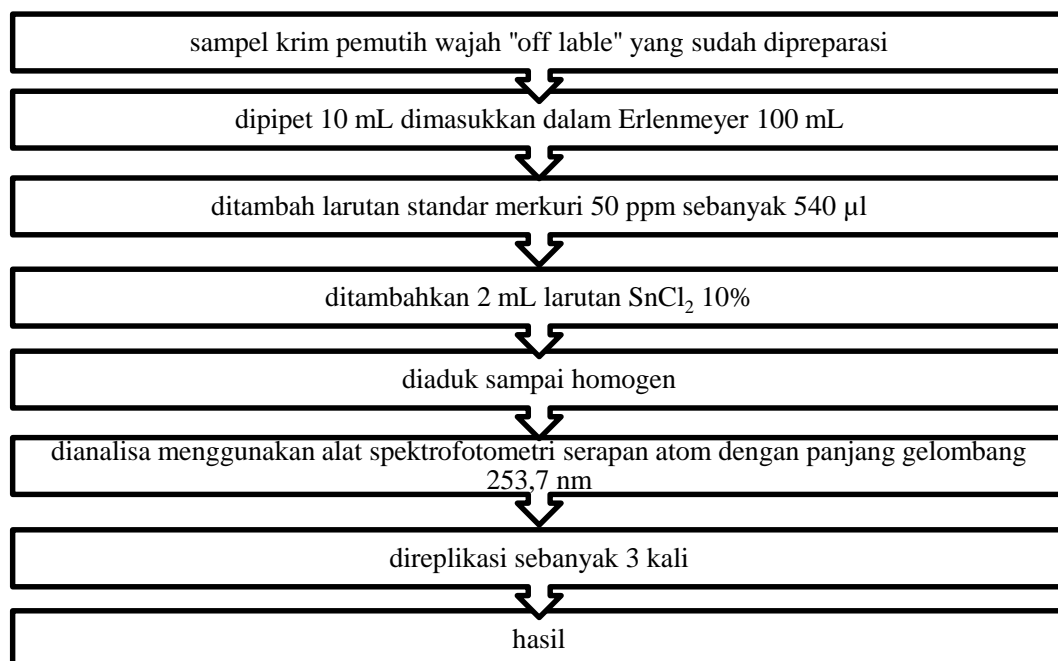 sampel krim pemutih wajah "off lable" yang sudah dipreparasi
dipipet 10 mL dimasukkan dalam Erlenmeyer 100 mL
ditambah larutan standar merkuri 50 ppm sebanyak 540 µl
ditambahkan 2 mL larutan SnCl₂ 10%
diaduk sampai homogen
dianalisa menggunakan alat spektrofotometri serapan atom dengan panjang gelombang
253,7 nm
direplikasi sebanyak 3 kali
hasil